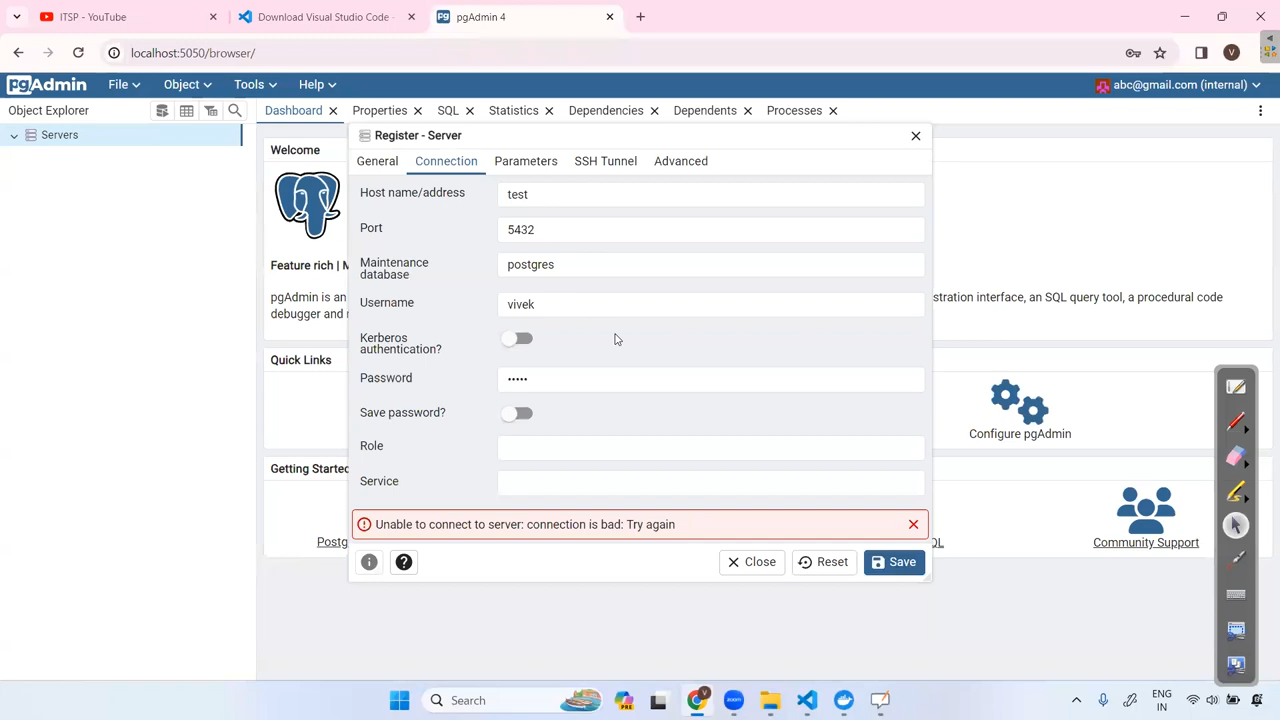 ITSP - YouTube
Download Visual Studio Code -
pgAdmin 4
localhost:5050/browser/
V
pgAdmin
File
Object
Tools
Help
abc@gmail.com (internal)
Object Explorer
Dashboard
Properties
SQL
Statistics
Dependencies
Dependents
Processes
Servers
Welcome
Register - Server
General
Connection
Parameters
SSH Tunnel
Advanced
Host name/address
test
Port
5432
Maintenance
database
postgres
Username
vivek
Kerberos
authentication?
Password
•••••
Save password?
Role
Service
Unable to connect to server: connection is bad: Try again
Close
Reset
Save
Feature rich | M
pgAdmin is an
debugger and m
stration interface, an SQL query tool, a procedural code
Quick Links
Configure pgAdmin
Getting Started
Postg
QL
Community Support
Search
PRE
V
zoom
ENG
IN